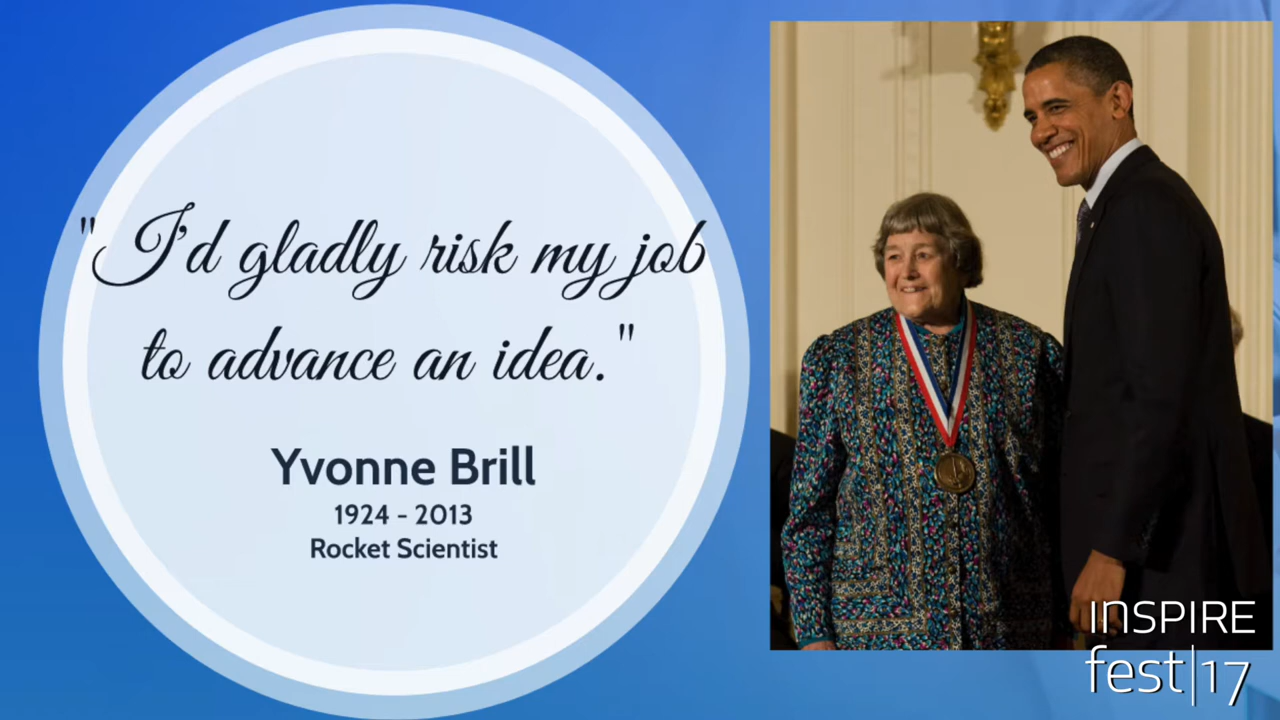 "I'd gladly risk my job
to advance an idea."
Yvonne Brill
1924 - 2013
Rocket Scientist
INSPIRE
fest|17